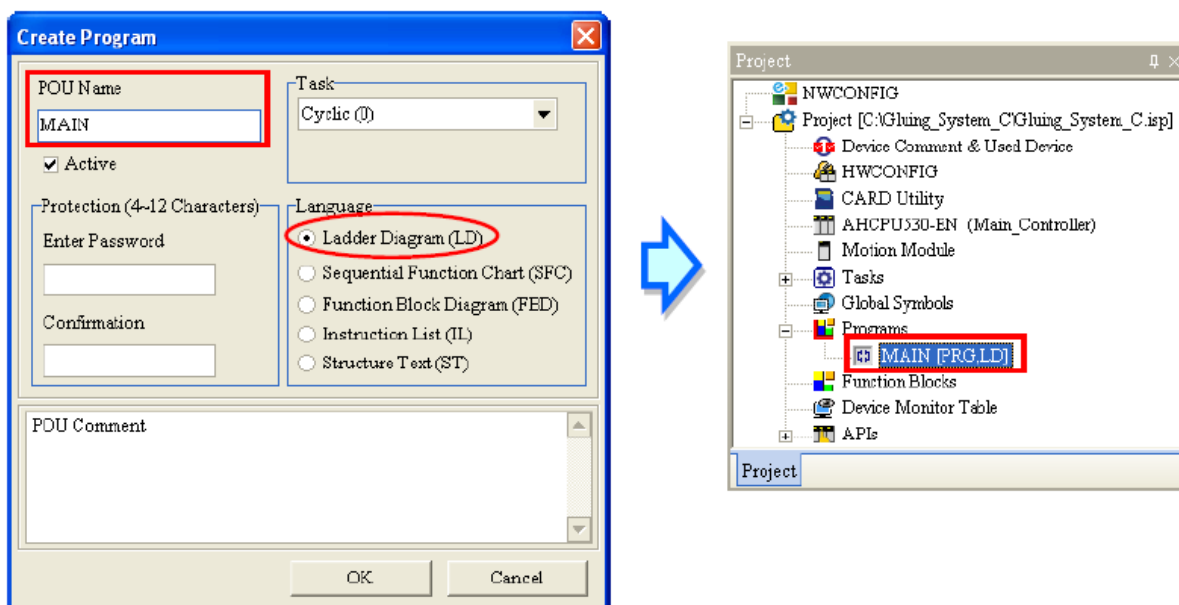 Create Program
POU Name
MAIN
Active
Task
Cyclic (0)
Protection (4~12 Characters)
Enter Password
Confirmation
Language
Ladder Diagram (LD)
Sequential Function Chart (SFC)
Function Block Diagram (FBD)
Instruction List (IL)
Structure Text (ST)
POU Comment
OK
Cancel
Project
NWCONFIG
Project [C:\Gluing_System_C\Gluing_System_C.isp]
Device Comment & Used Device
HWCONFIG
CARD Utility
AHCPU530-EN (Main_Controller)
Motion Module
Tasks
Global Symbols
Programs
MAIN [PRG,LD]
Function Blocks
Device Monitor Table
APIs
Project